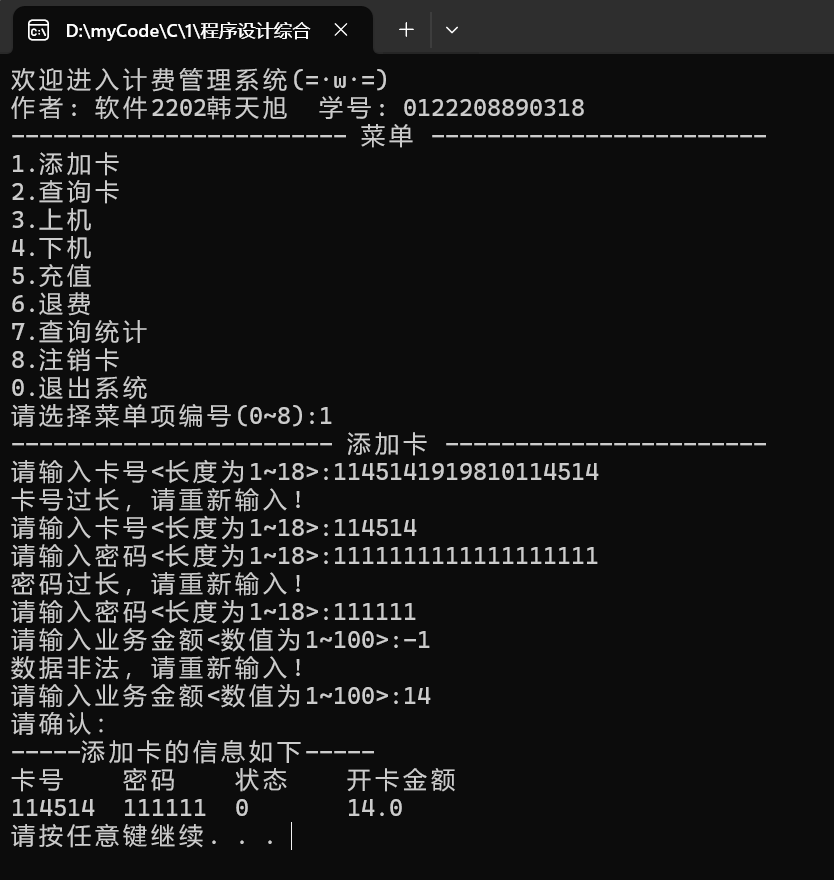 D:\myCode\C\1\程序设计综合
欢迎进入计费管理系统(=·ω·=)
作者: 软件2202韩天旭  学号: 0122208890318
------------------------ 菜单 ------------------------
1.添加卡
2.查询卡
3.上机
4.下机
5.充值
6.退费
7.查询统计
8.注销卡
0.退出系统
请选择菜单项编号(0~8):1
----------------------- 添加卡 -----------------------
请输入卡号<长度为1~18>:1145141919810114514
卡号过长, 请重新输入!
请输入卡号<长度为1~18>:114514
请输入密码<长度为1~18>:1111111111111111111
密码过长, 请重新输入!
请输入密码<长度为1~18>:111111
请输入业务金额<数值为1~100>:-1
数据非法, 请重新输入!
请输入业务金额<数值为1~100>:14
请确认:
-----添加卡的信息如下-----
卡号    密码    状态    开卡金额
114514  111111  0       14.0
请按任意键继续. . .